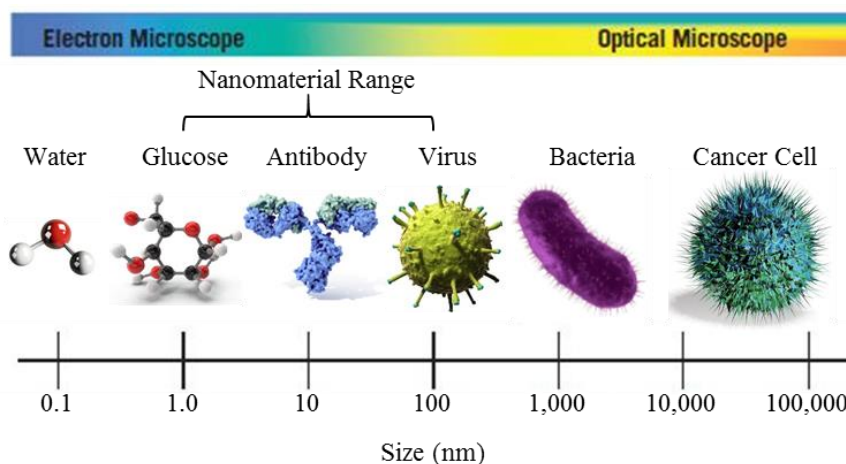 Electron Microscope Optical Microscope
Nanomaterial Range
Water Glucose Antibody Virus Bacteria Cancer Cell
0.1 1.0 10 100 1,000 10,000 100,000
Size (nm)